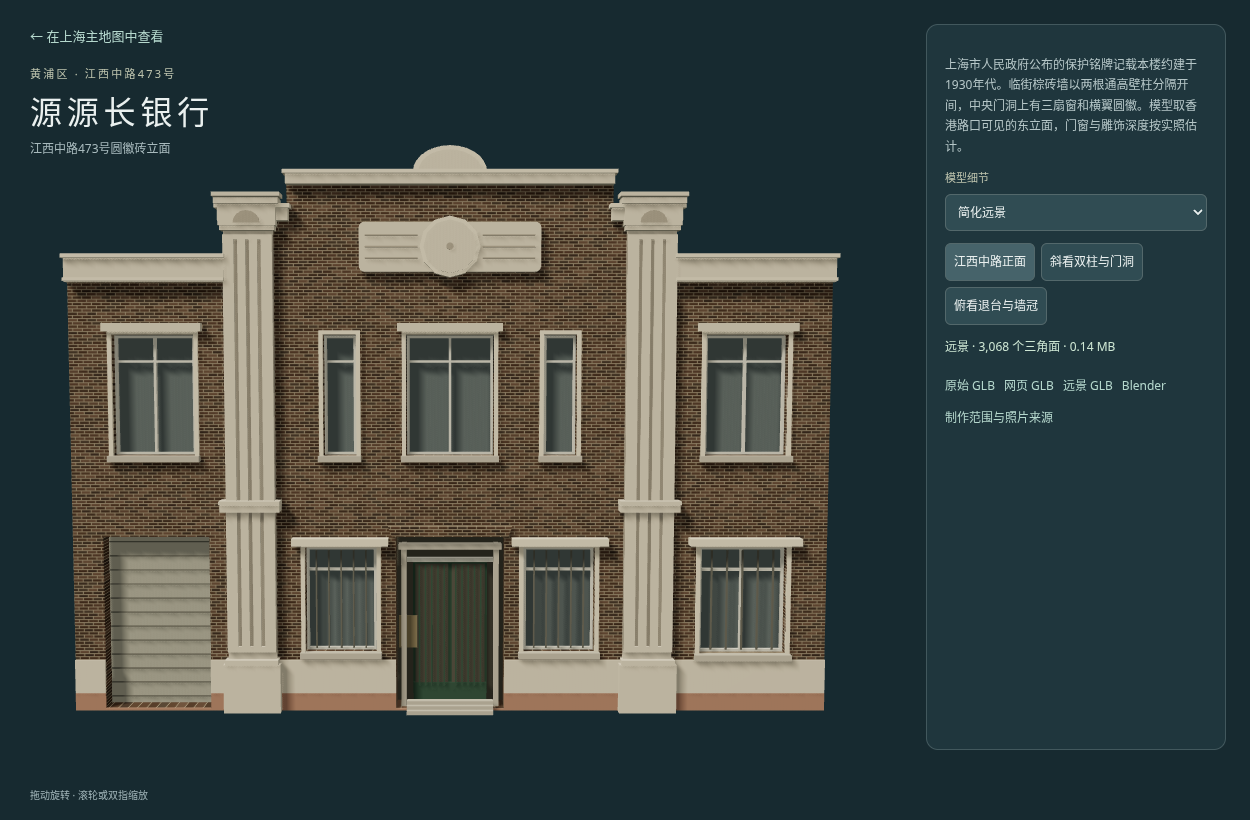 ← 在上海主地图中查看
黄浦区 · 江西中路473号
源源长银行
江西中路473号圆徽砖立面
上海市人民政府公布的保护铭牌记载本楼约建于
1930年代。临街棕砖墙以两根通高壁柱分隔开
间，中央门洞上有三扇窗和横翼圆徽。模型取香
港路口可见的东立面，门窗与雕饰深度按实照估
计。
模型细节
简化远景
江西中路正面
斜看双柱与门洞
俯看退台与墙冠
远景 · 3,068 个三角面 · 0.14 MB
原始 GLB 网页 GLB 远景 GLB Blender
制作范围与照片来源
拖动旋转 · 滚轮或双指缩放